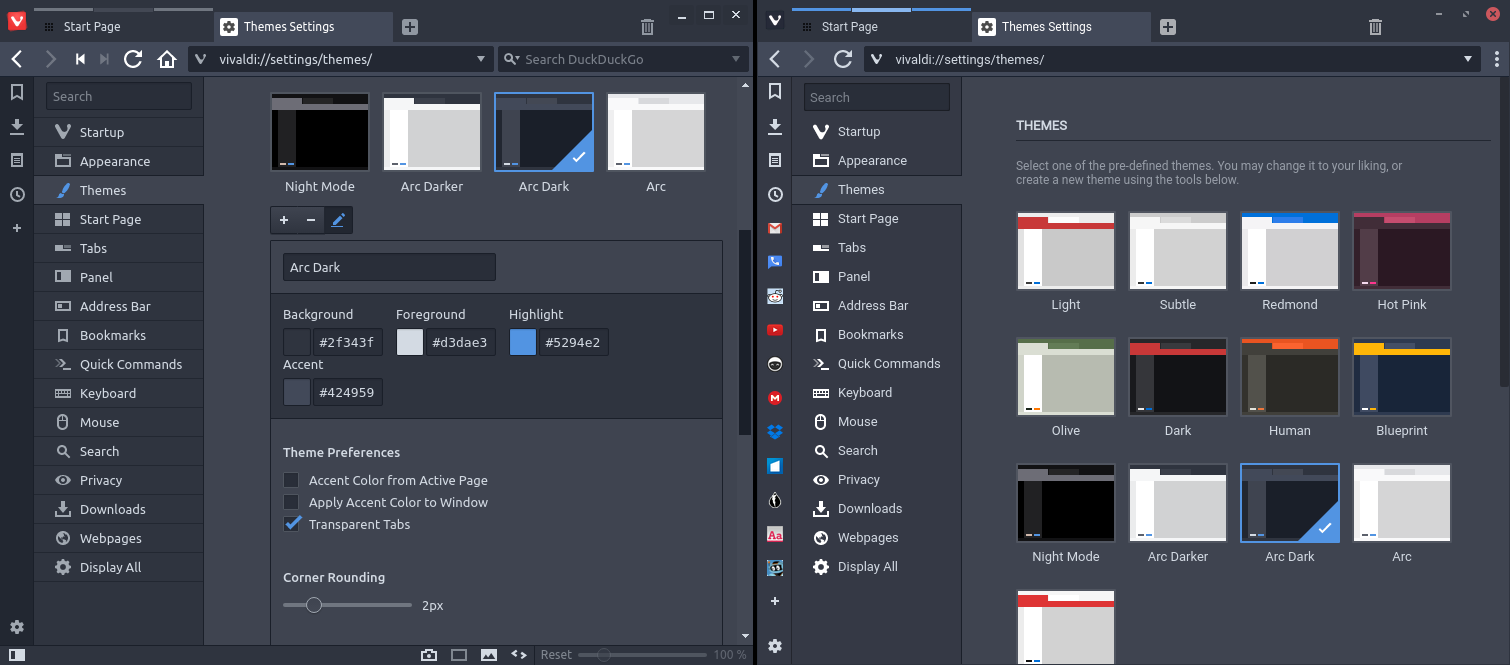 Start Page
Themes Settings
vivaldi://settings/themes/
Search DuckDuckGo
Search
Startup
Appearance
Themes
Start Page
Tabs
Panel
Address Bar
Bookmarks
Quick Commands
Keyboard
Mouse
Search
Privacy
Downloads
Webpages
Display All
Night Mode
Arc Darker
Arc Dark
Arc
Arc Dark
Background
Foreground
Highlight
#2f343f
#d3dae3
#5294e2
Accent
#424959
Theme Preferences
Accent Color from Active Page
Apply Accent Color to Window
Transparent Tabs
Corner Rounding
2px
Reset
100 %
Start Page
Themes Settings
vivaldi://settings/themes/
Search
Startup
Appearance
Themes
Start Page
Tabs
Panel
Address Bar
Bookmarks
Quick Commands
Keyboard
Mouse
Search
Privacy
Downloads
Webpages
Display All
Aa
THEMES
Select one of the pre-defined themes. You may change it to your liking, or
create a new theme using the tools below.
Light
Subtle
Redmond
Hot Pink
Olive
Dark
Human
Blueprint
Night Mode
Arc Darker
Arc Dark
Arc